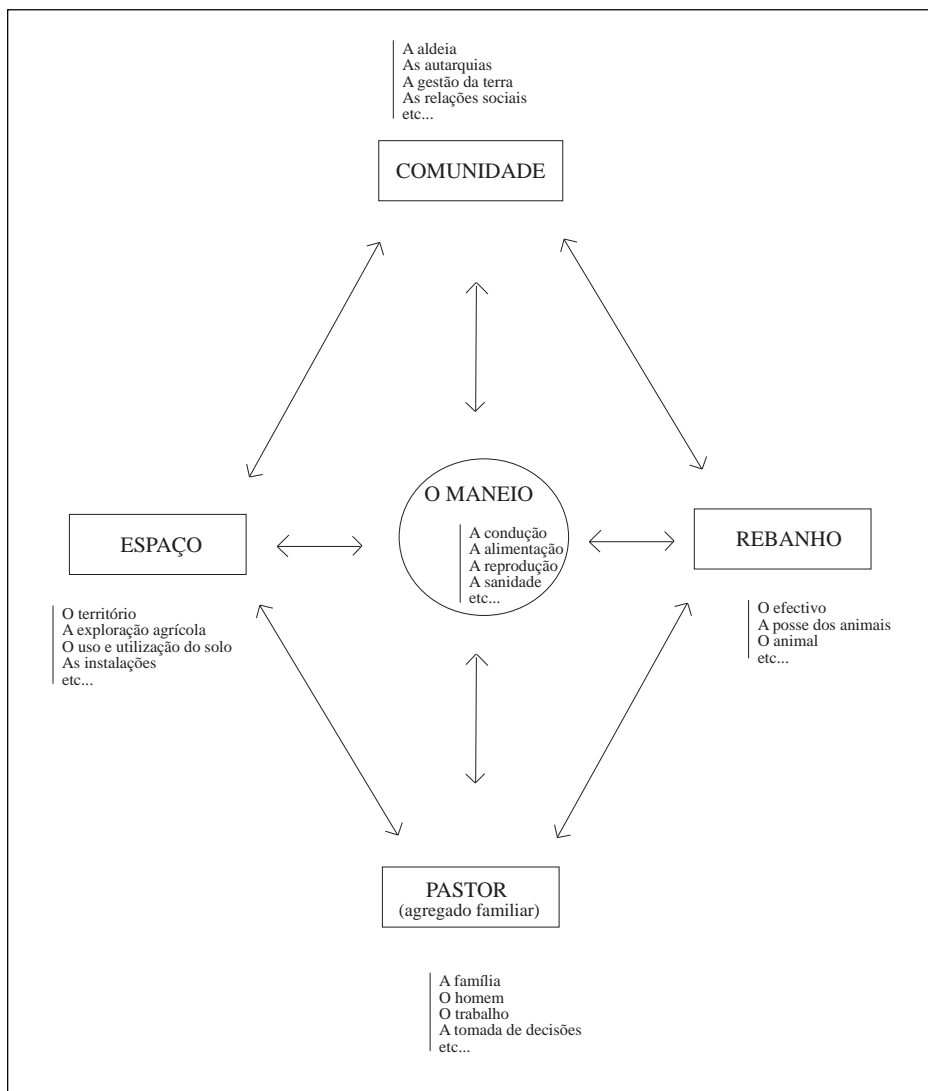 A aldeia
As autarquias
A gestão da terra
As relações sociais
etc...
COMUNIDADE
O MANEIO
A condução
A alimentação
A reprodução
A sanidade
etc...
ESPAÇO
O território
A exploração agrícola
O uso e utilização do solo
As instalações
etc...
REBANHO
O efectivo
A posse dos animais
O animal
etc...
PASTOR
(agregado familiar)
A família
O homem
O trabalho
A tomada de decisões
etc...